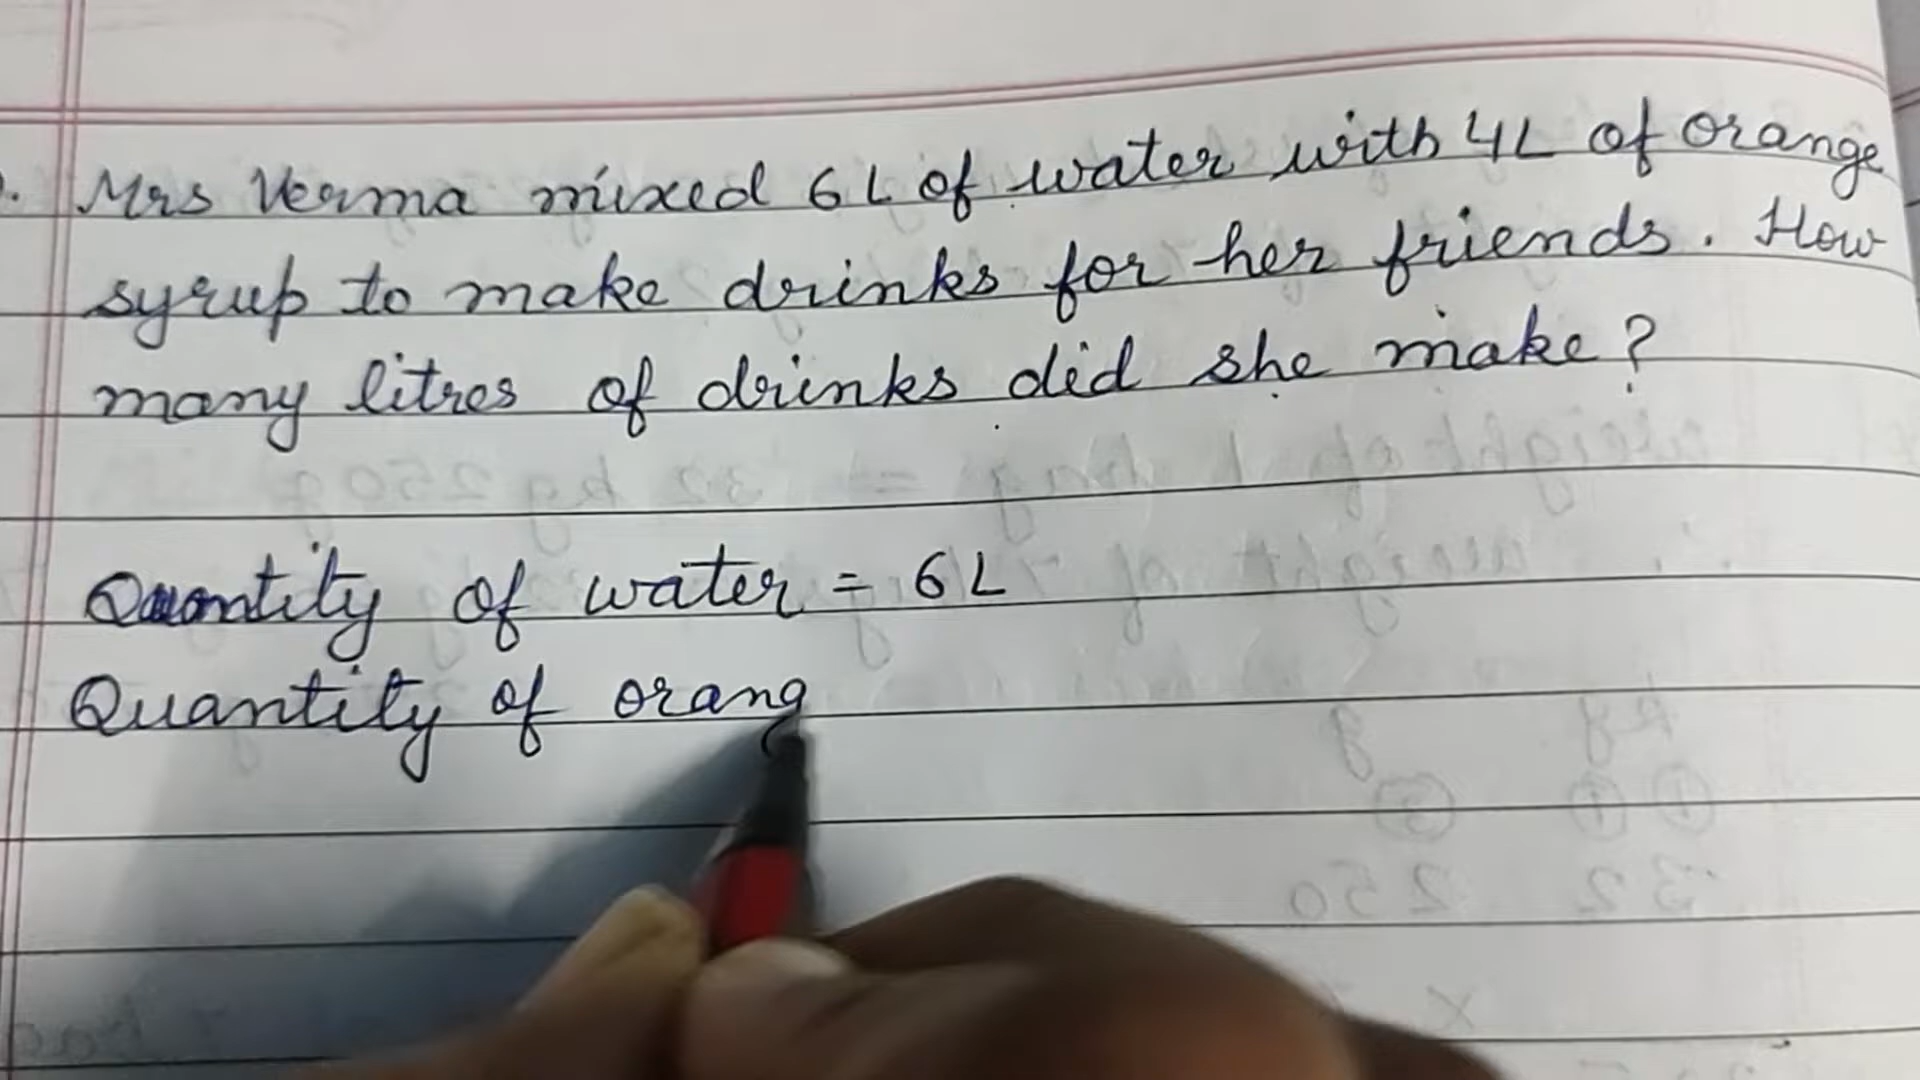 Mrs Verma mixed 6L of water with 4L of orange
syrup to make drinks for her friends. How
many litres of drinks did she make?
Quantity of water = 6L
Quantity of orang